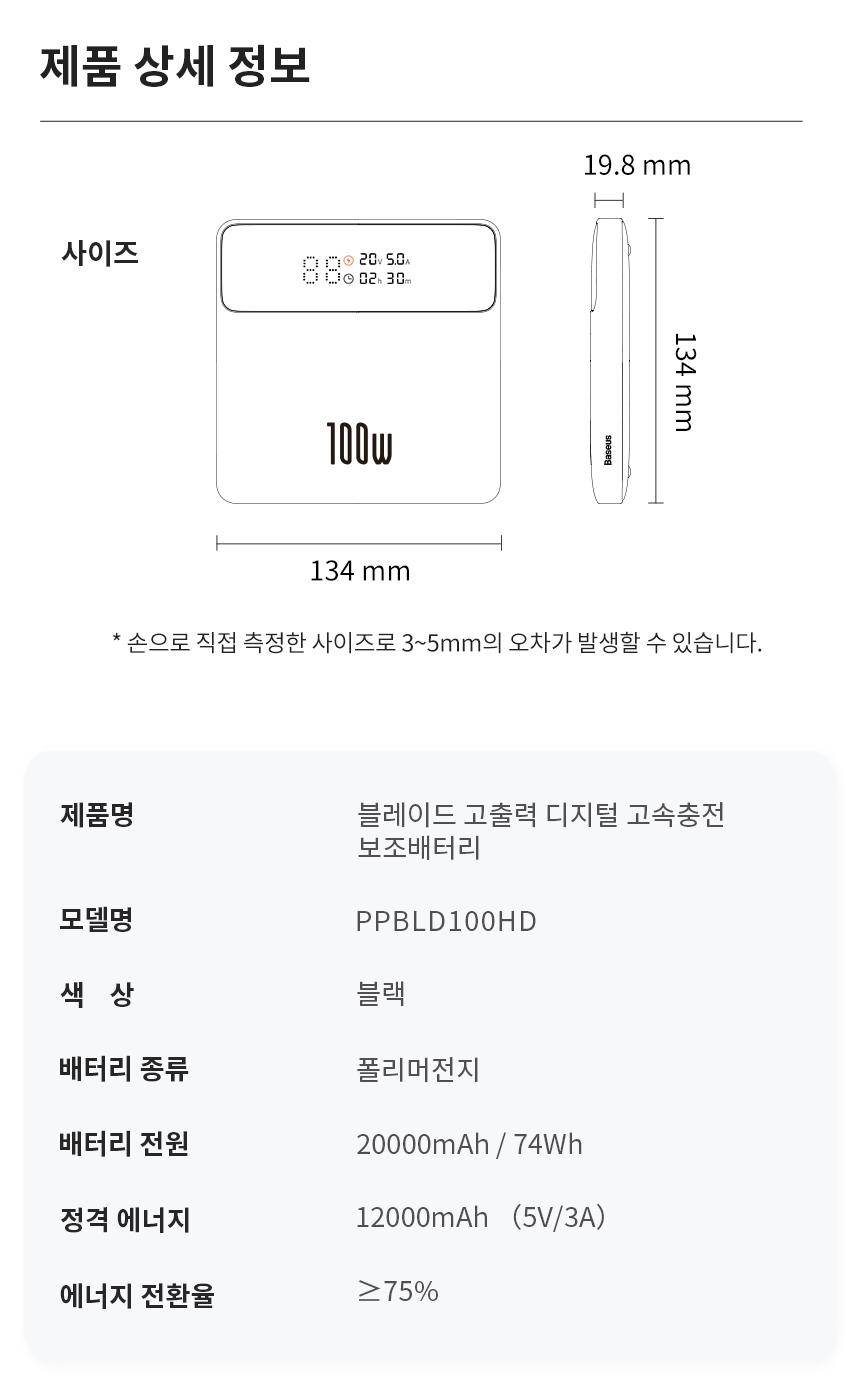 제품 상세 정보
19.8 mm
사이즈
88 20V 5.0A
02h 30m
134 mm
100w
Baseus
134 mm
* 손으로 직접 측정한 사이즈로 3~5mm의 오차가 발생할 수 있습니다.
제품명 블레이드 고출력 디지털 고속충전
보조배터리
모델명 PPBLD100HD
색 상 블랙
배터리 종류 폴리머전지
배터리 전원 20000mAh / 74Wh
정격 에너지 12000mAh （5V/3A）
에너지 전환율 ≥75%